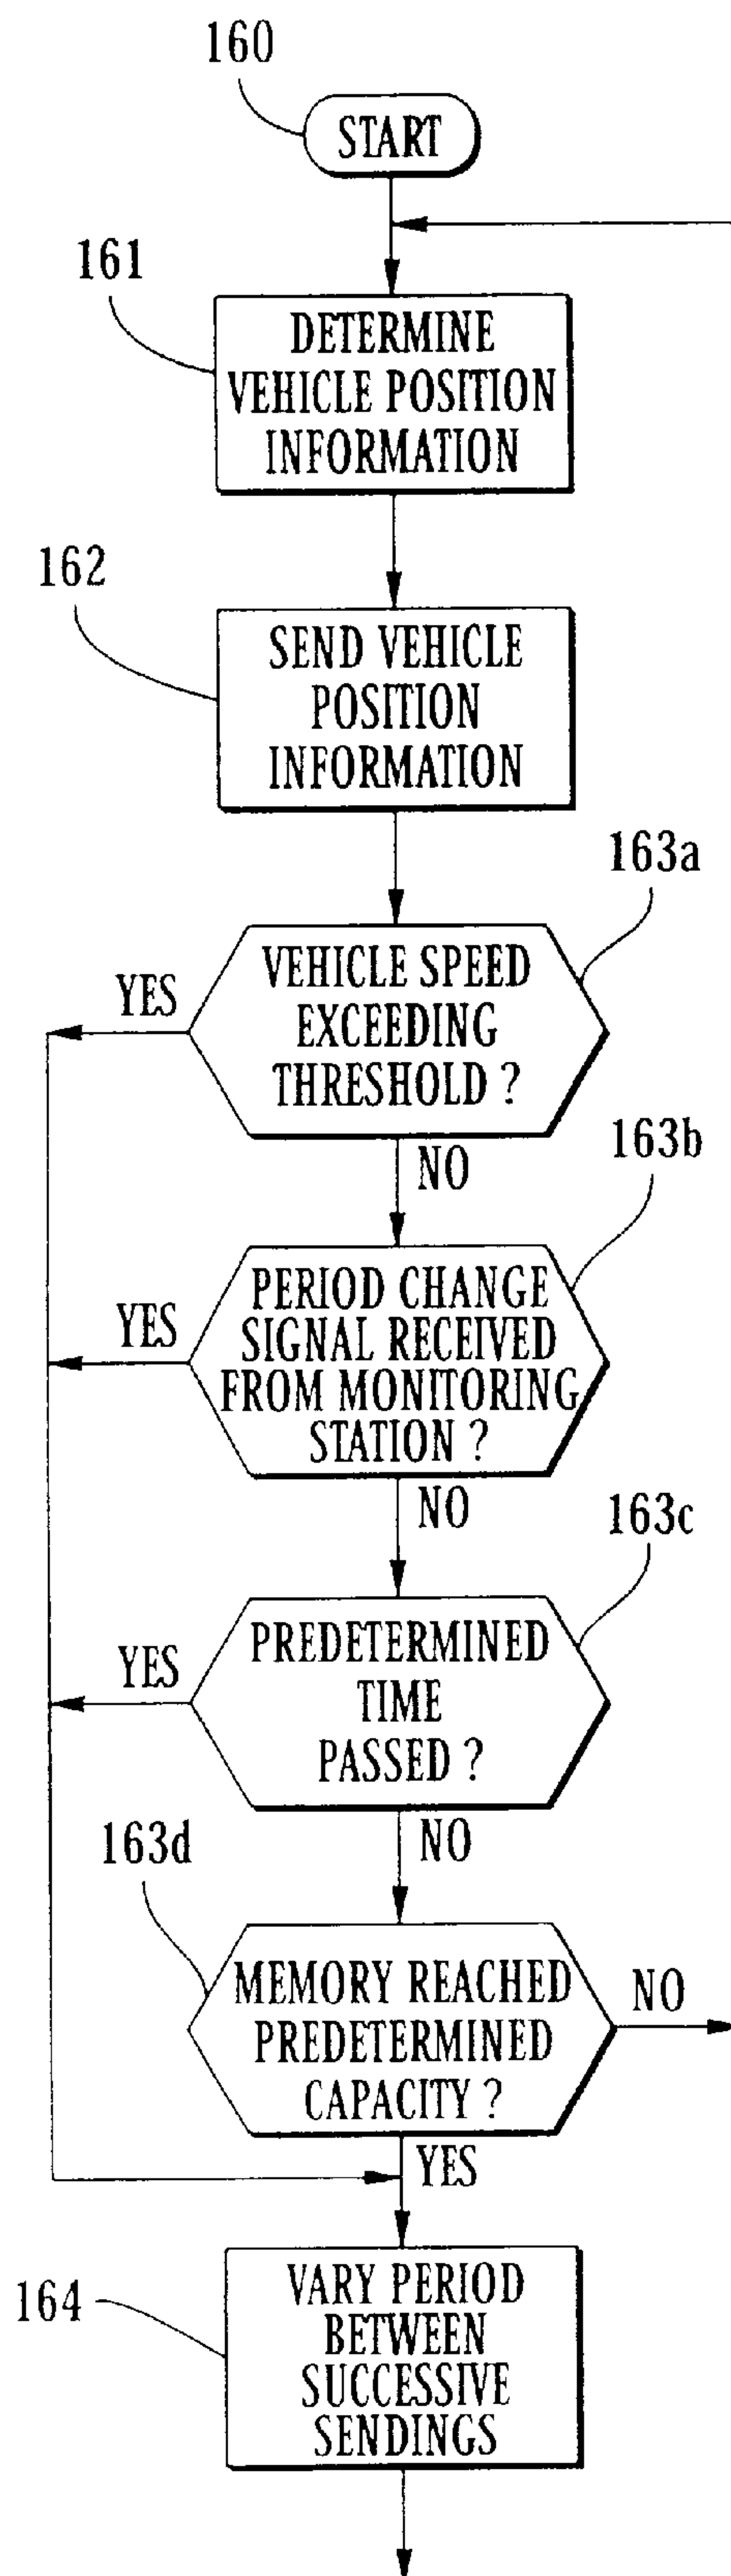 160
START
161
DETERMINE
VEHICLE POSITION
INFORMATION
162
SEND VEHICLE
POSITION
INFORMATION
163a
VEHICLE SPEED
EXCEEDING
THRESHOLD ?
YES
NO
163b
PERIOD CHANGE
SIGNAL RECEIVED
FROM MONITORING
STATION ?
YES
NO
163c
PREDETERMINED
TIME
PASSED ?
YES
NO
163d
MEMORY REACHED
PREDETERMINED
CAPACITY ?
NO
YES
164
VARY PERIOD
BETWEEN
SUCCESSIVE
SENDINGS